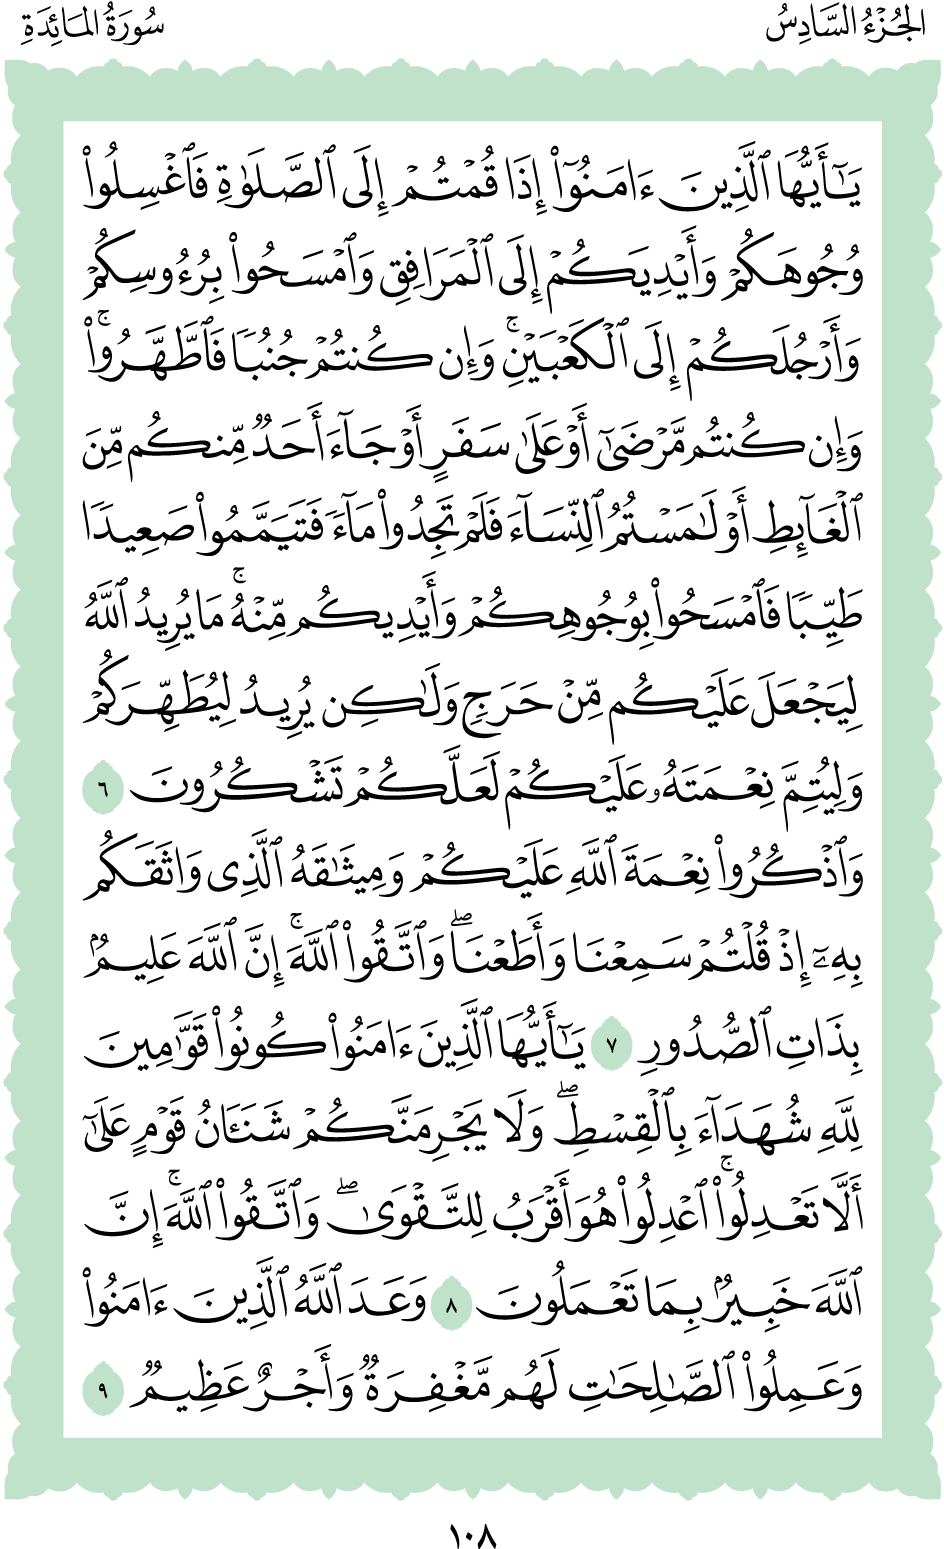 الجُزْءُ السَّادِسُ
سُورَةُ المَائِدَةِ
يَٰٓأَيُّهَا ٱلَّذِينَ ءَامَنُوٓاْ إِذَا قُمۡتُمۡ إِلَى ٱلصَّلَوٰةِ فَٱغۡسِلُواْ
وُجُوهَكُمۡ وَأَيۡدِيَكُمۡ إِلَى ٱلۡمَرَافِقِ وَٱمۡسَحُواْ بِرُءُوسِكُمۡ
وَأَرۡجُلَكُمۡ إِلَى ٱلۡكَعۡبَيۡنِۚ وَإِن كُنتُمۡ جُنُبٗا فَٱطَّهَّرُواْۚ
وَإِن كُنتُم مَّرۡضَىٰٓ أَوۡ عَلَىٰ سَفَرٍ أَوۡ جَآءَ أَحَدٞ مِّنكُم مِّنَ
ٱلۡغَآئِطِ أَوۡ لَٰمَسۡتُمُ ٱلنِّسَآءَ فَلَمۡ تَجِدُواْ مَآءٗ فَتَيَمَّمُواْ صَعِيدٗا
طَيِّبٗا فَٱمۡسَحُواْ بِوُجُوهِكُمۡ وَأَيۡدِيكُم مِّنۡهُۚ مَا يُرِيدُ ٱللَّهُ
لِيَجۡعَلَ عَلَيۡكُم مِّنۡ حَرَجٖ وَلَٰكِن يُرِيدُ لِيُطَهِّرَكُمۡ
وَلِيُتِمَّ نِعۡمَتَهُۥ عَلَيۡكُمۡ لَعَلَّكُمۡ تَشۡكُرُونَ ٦
وَٱذۡكُرُواْ نِعۡمَةَ ٱللَّهِ عَلَيۡكُمۡ وَمِيثَٰقَهُ ٱلَّذِي وَاثَقَكُم
بِهِۦٓ إِذۡ قُلۡتُمۡ سَمِعۡنَا وَأَطَعۡنَاۖ وَٱتَّقُواْ ٱللَّهَۚ إِنَّ ٱللَّهَ عَلِيمُۢ
بِذَاتِ ٱلصُّدُورِ ٧ يَٰٓأَيُّهَا ٱلَّذِينَ ءَامَنُواْ كُونُواْ قَوَّٰمِينَ
لِلَّهِ شُهَدَآءَ بِٱلۡقِسۡطِۖ وَلَا يَجۡرِمَنَّكُمۡ شَنَـَٔانُ قَوۡمٍ عَلَىٰٓ
أَلَّا تَعۡدِلُواْۚ ٱعۡدِلُواْ هُوَ أَقۡرَبُ لِلتَّقۡوَىٰۖ وَٱتَّقُواْ ٱللَّهَۚ إِنَّ
ٱللَّهَ خَبِيرُۢ بِمَا تَعۡمَلُونَ ٨ وَعَدَ ٱللَّهُ ٱلَّذِينَ ءَامَنُواْ
وَعَمِلُواْ ٱلصَّٰلِحَٰتِ لَهُم مَّغۡفِرَةٞ وَأَجۡرٌ عَظِيمٞ ٩
١٠٨